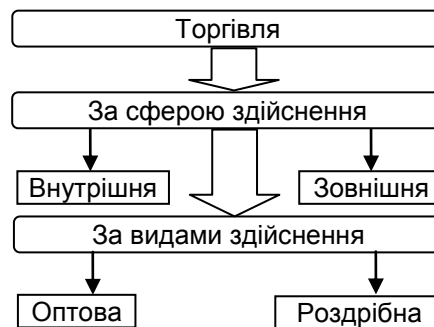 Торгівля
За сферою здійснення
Внутрішня Зовнішня
За видами здійснення
Оптова Роздрібна